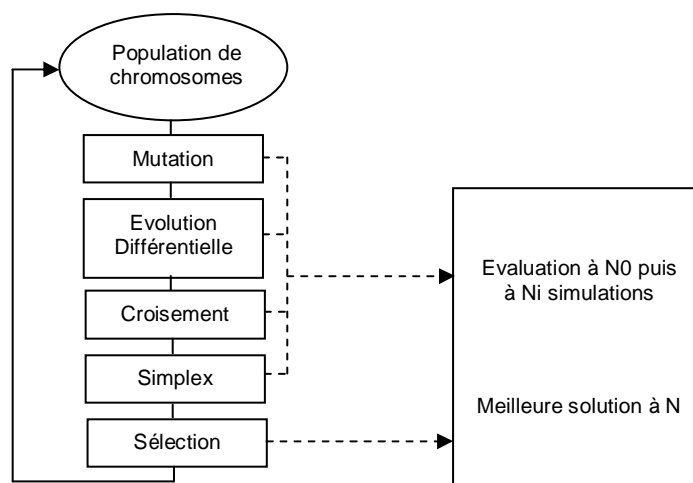 Population de
chromosomes
Mutation
Evolution
Différentielle
Croisement
Simplex
Sélection
Evaluation à N0 puis
à Ni simulations
Meilleure solution à N